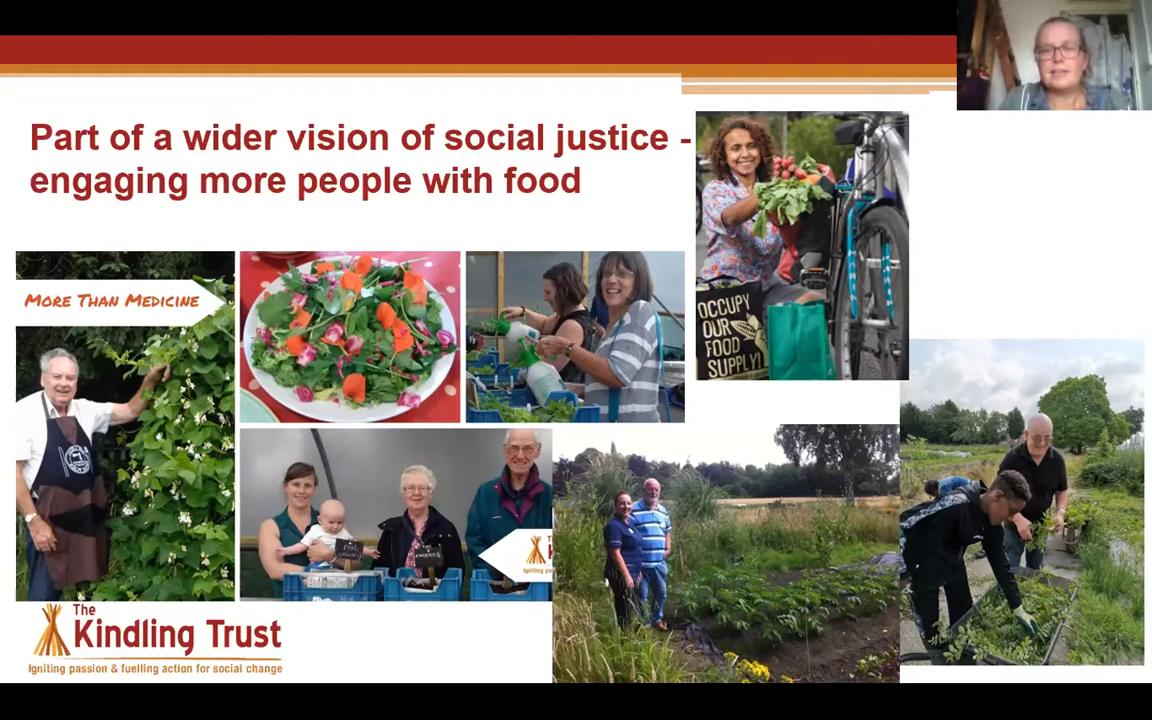 Part of a wider vision of social justice -
engaging more people with food
MORE THAN MEDICINE
OCCUPY
OUR
FOOD
SUPPLY!
The
Kindling Trust
Igniting passion & fuelling action for social change